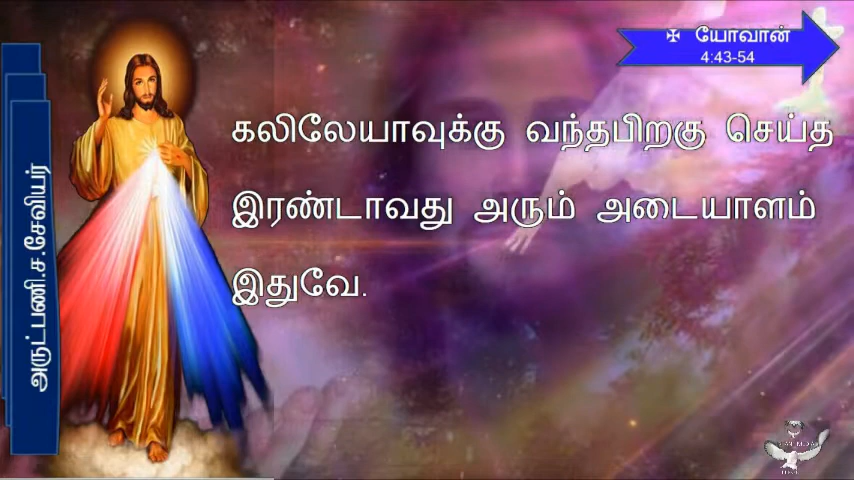 ✠ யோவான்
4:43-54
கலிலேயாவுக்கு வந்தபிறகு செய்த
இரண்டாவது அரும் அடையாளம்
இதுவே.
அருட்பணி.ச.சேவியர்